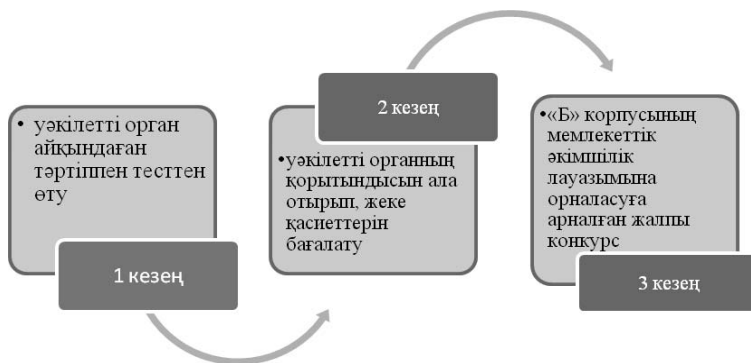 • уәкілетті орган
айқындаған
тәртіппен тесттен
өту
1 кезең
2 кезең
•уәкілетті органның
қорытындысын ала
отырып, жеке
қасиеттерін
бағалату
•«Б» корпусының
мемлекеттік
әкімшілік
лауазымына
орналасуға
арналған жалпы
конкурс
3 кезең